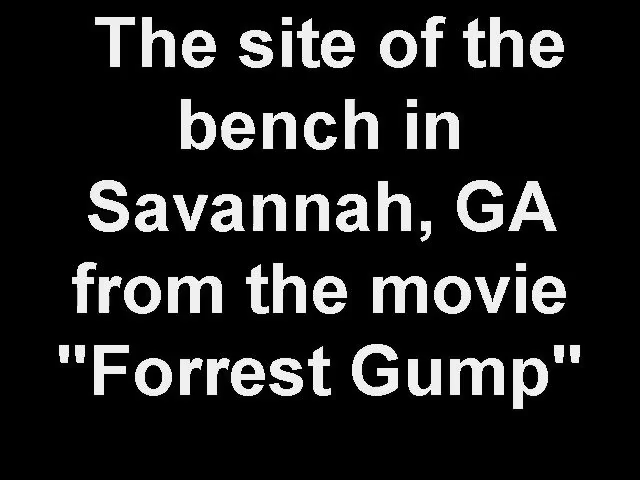 The site of the
bench in
Savannah, GA
from the movie
"Forrest Gump"